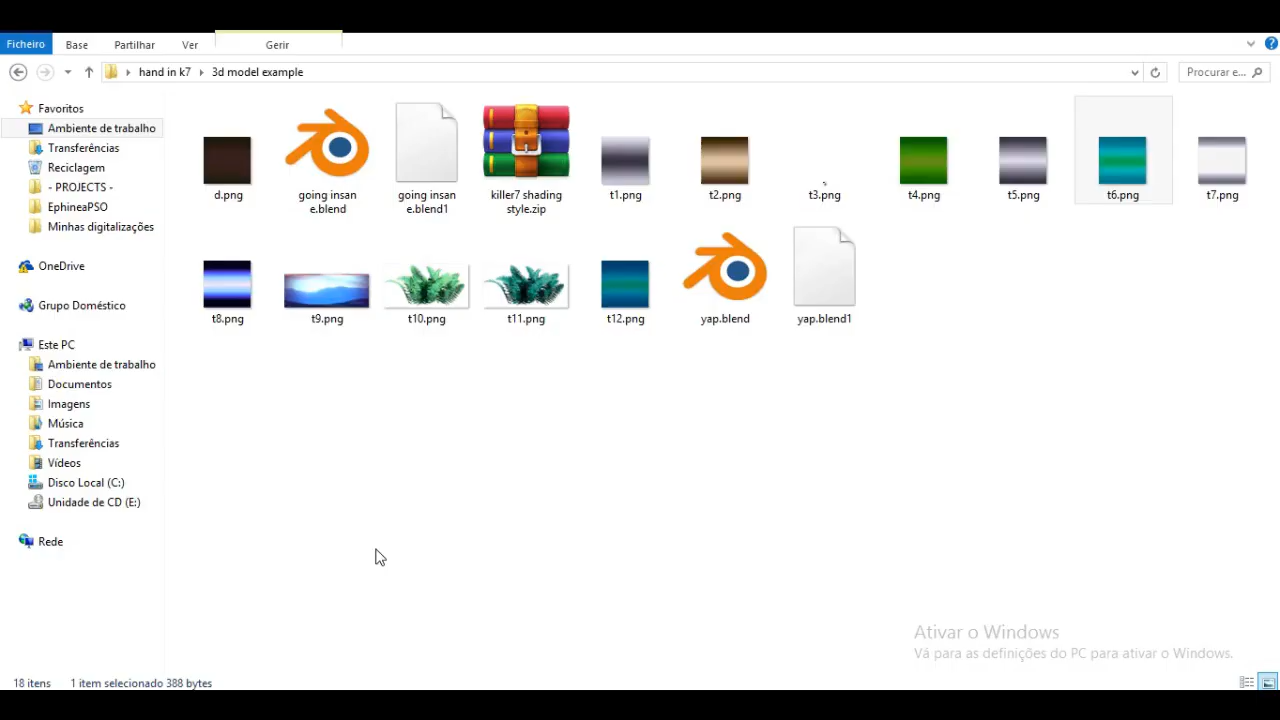 Ficheiro Base Partilhar Ver Gerir
hand in k7 3d model example Procurar e...
Favoritos
Ambiente de trabalho
Transferências
Reciclagem
- PROJECTS -
EphineaPSO
Minhas digitalizações
OneDrive
Grupo Doméstico
Este PC
Ambiente de trabalho
Documentos
Imagens
Música
Transferências
Vídeos
Disco Local (C:)
Unidade de CD (E:)
Rede
d.png going insan going insan killer7 shading t1.png t2.png t3.png t4.png t5.png t6.png t7.png
e.blend e.blend1 style.zip
t8.png t9.png t10.png t11.png t12.png yap.blend yap.blend1
Ativar o Windows
Vá para as definições do PC para ativar o Windows.
18 itens 1 item selecionado 388 bytes